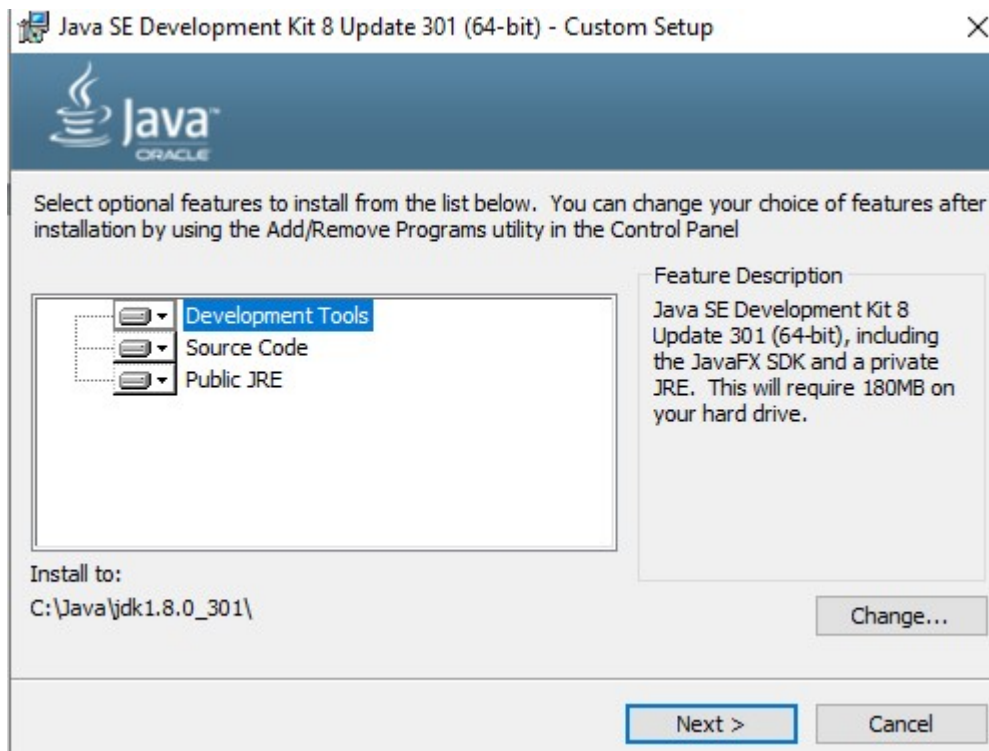 Java SE Development Kit 8 Update 301 (64-bit) - Custom Setup
Java™
ORACLE
Select optional features to install from the list below. You can change your choice of features after
installation by using the Add/Remove Programs utility in the Control Panel
Development Tools
Source Code
Public JRE
Feature Description
Java SE Development Kit 8
Update 301 (64-bit), including
the JavaFX SDK and a private
JRE. This will require 180MB on
your hard drive.
Install to:
C:\Java\jdk1.8.0_301\
Change...
Next >
Cancel